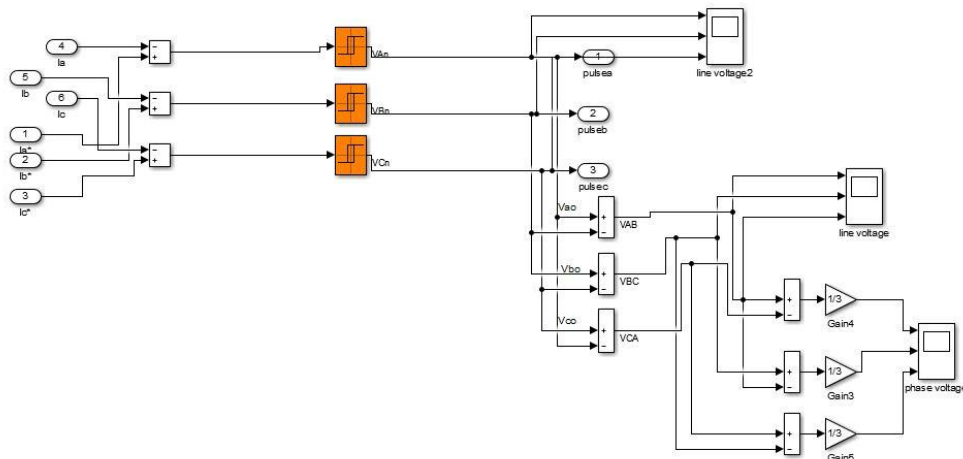 4
Ia
5
Ib
6
Ic
1
Ia*
2
Ib*
3
Ic*
VAn
VBn
VCn
1
pulsea
2
pulseb
3
pulsec
line voltage2
Vao
+
−
VAB
Vbo
+
−
VBC
Vco
+
−
VCA
line voltage
1/3
Gain4
1/3
Gain3
1/3
Gain5
phase voltage